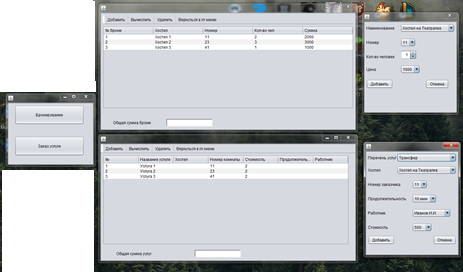 Добавить Вычислить Удалить Вернуться в гл меню
№ брони Хостел Номер Кол-во чел Сумма
1 Хостел 1 11 2 2000
2 Хостел 2 23 3 3000
3 Хостел 3 41 1 1000
Общая сумма брони
Наименование Хостел на Театралке
Номер 11
Кол-во человек 1
Цена 1000
Добавить Отмена
Бронирование
Заказ услуги
Добавить Вычислить Удалить Вернуться в гл меню
№ Название услуги Хостел Номер комнаты Стоимость Продолжитель... Работник
1 Услуга 1 11 2
2 Услуга 2 23 2
3 Услуга 3 41 2
Общая сумма услуг
Перечень услуг Трансфер
Хостел Хостел на Театралке
Номер заказчика 11
Продолжительность 10 мин
Работник Иванов И.И.
Стоимость 500
Добавить Отмена